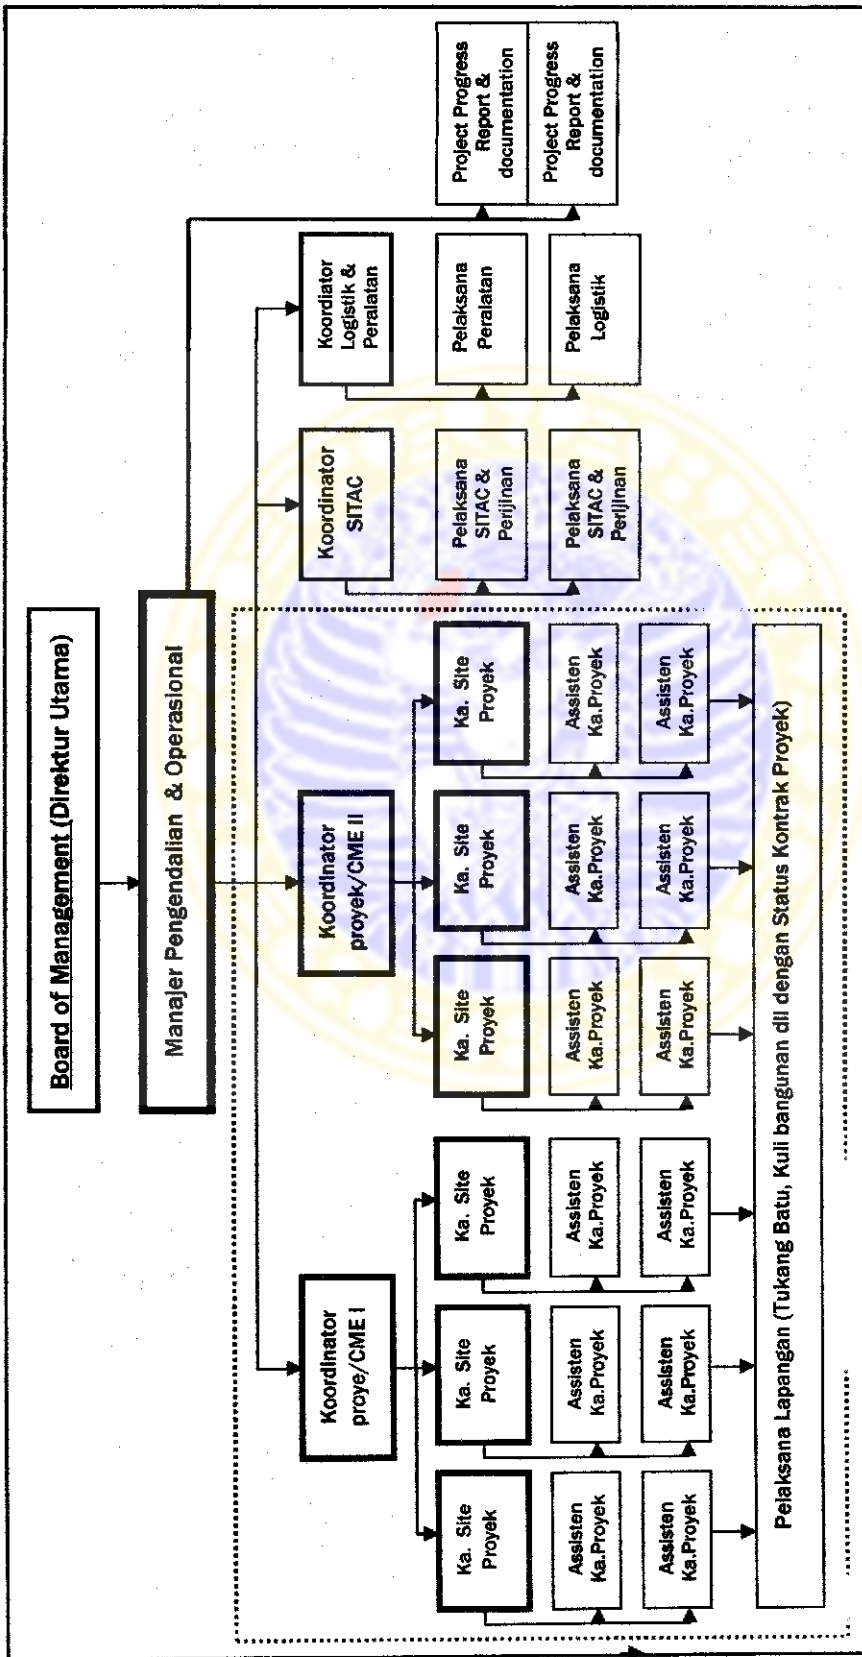 Board of Management (Direktur Utama)
Manajer Pengendalian & Operasional
Koordinator
proye/CME I
Koordinator
proyek/CME II
Koordinator
SITAC
Koordiator
Logistik &
Peralatan
Ka. Site
Proyek
Ka. Site
Proyek
Ka. Site
Proyek
Ka. Site
Proyek
Ka. Site
Proyek
Ka. Site
Proyek
Pelaksana
SITAC &
Perijinan
Pelaksana
Peralatan
Project Progress
Report &
documentation
Assisten
Ka.Proyek
Assisten
Ka.Proyek
Assisten
Ka.Proyek
Assisten
Ka.Proyek
Assisten
Ka.Proyek
Assisten
Ka.Proyek
Pelaksana
SITAC &
Perijinan
Pelaksana
Logistik
Project Progress
Report &
documentation
Assisten
Ka.Proyek
Assisten
Ka.Proyek
Assisten
Ka.Proyek
Assisten
Ka.Proyek
Assisten
Ka.Proyek
Assisten
Ka.Proyek
Pelaksana Lapangan (Tukang Batu, Kuli bangunan dll dengan Status Kontrak Proyek)